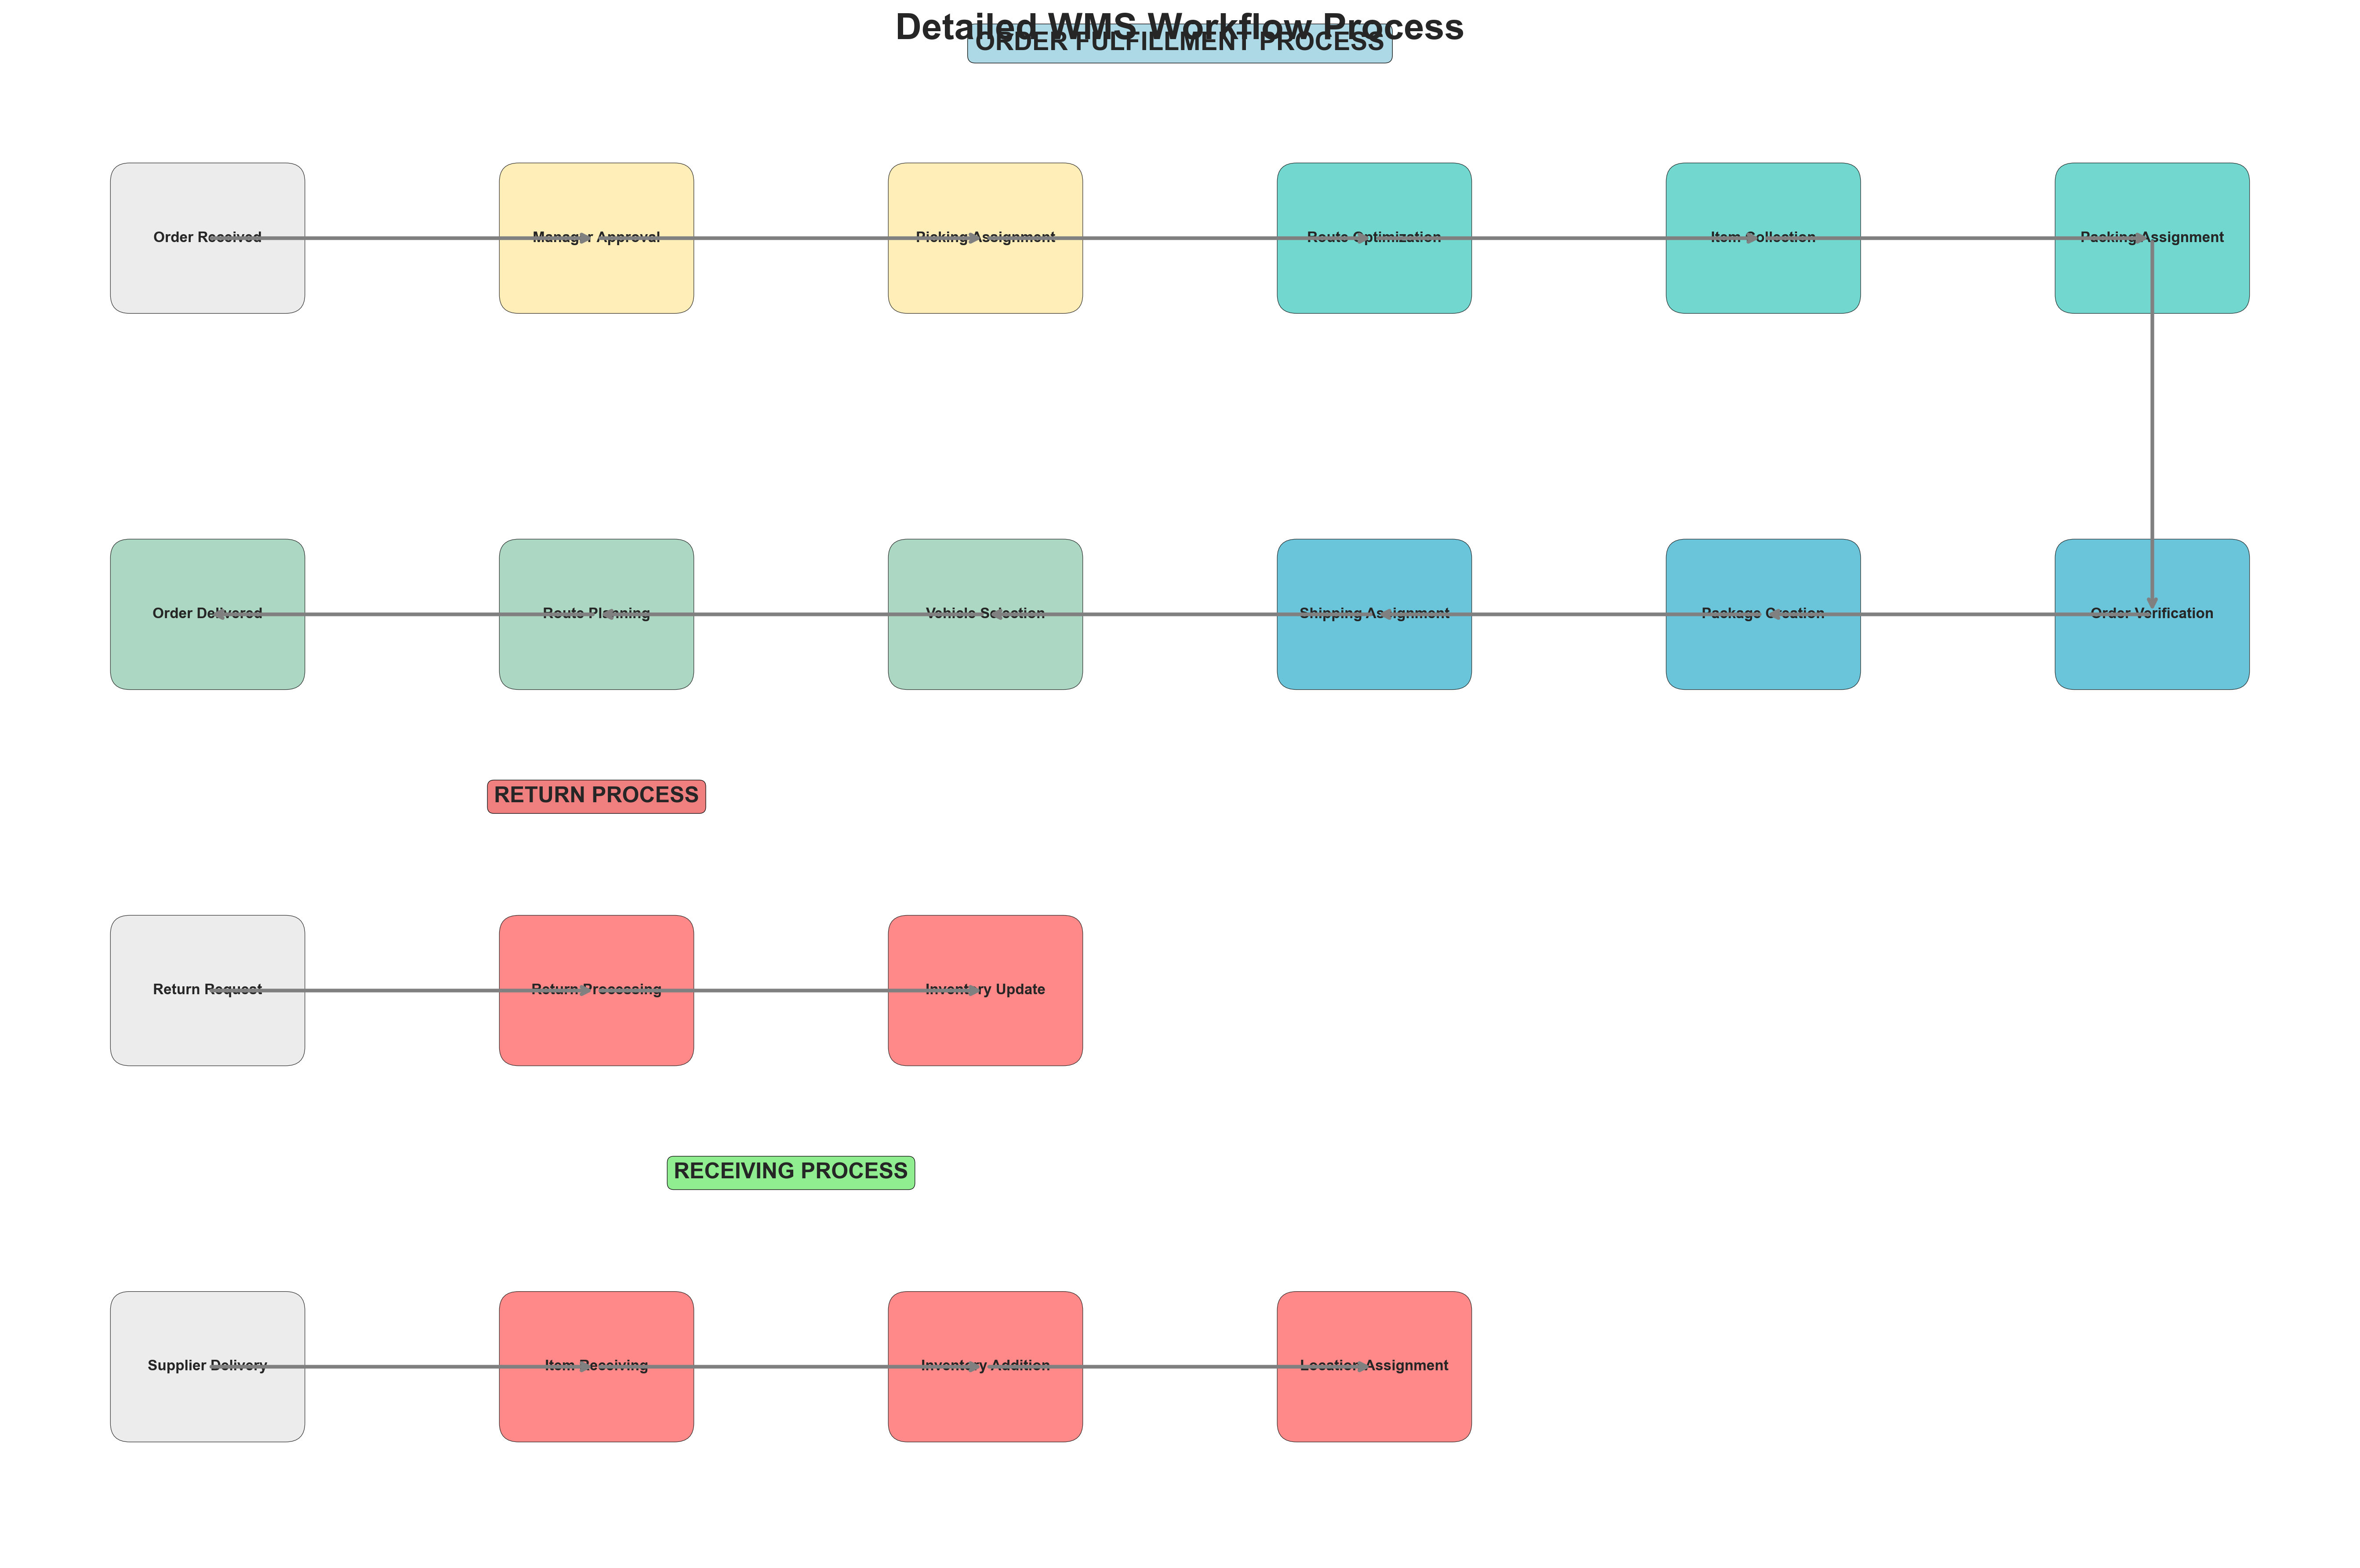 Detailed WMS Workflow Process
ORDER FULFILLMENT PROCESS
Order Received
Manager Approval
Picking Assignment
Route Optimization
Item Collection
Packing Assignment
Order Delivered
Route Planning
Vehicle Selection
Shipping Assignment
Package Creation
Order Verification
RETURN PROCESS
Return Request
Return Processing
Inventory Update
RECEIVING PROCESS
Supplier Delivery
Item Receiving
Inventory Addition
Location Assignment